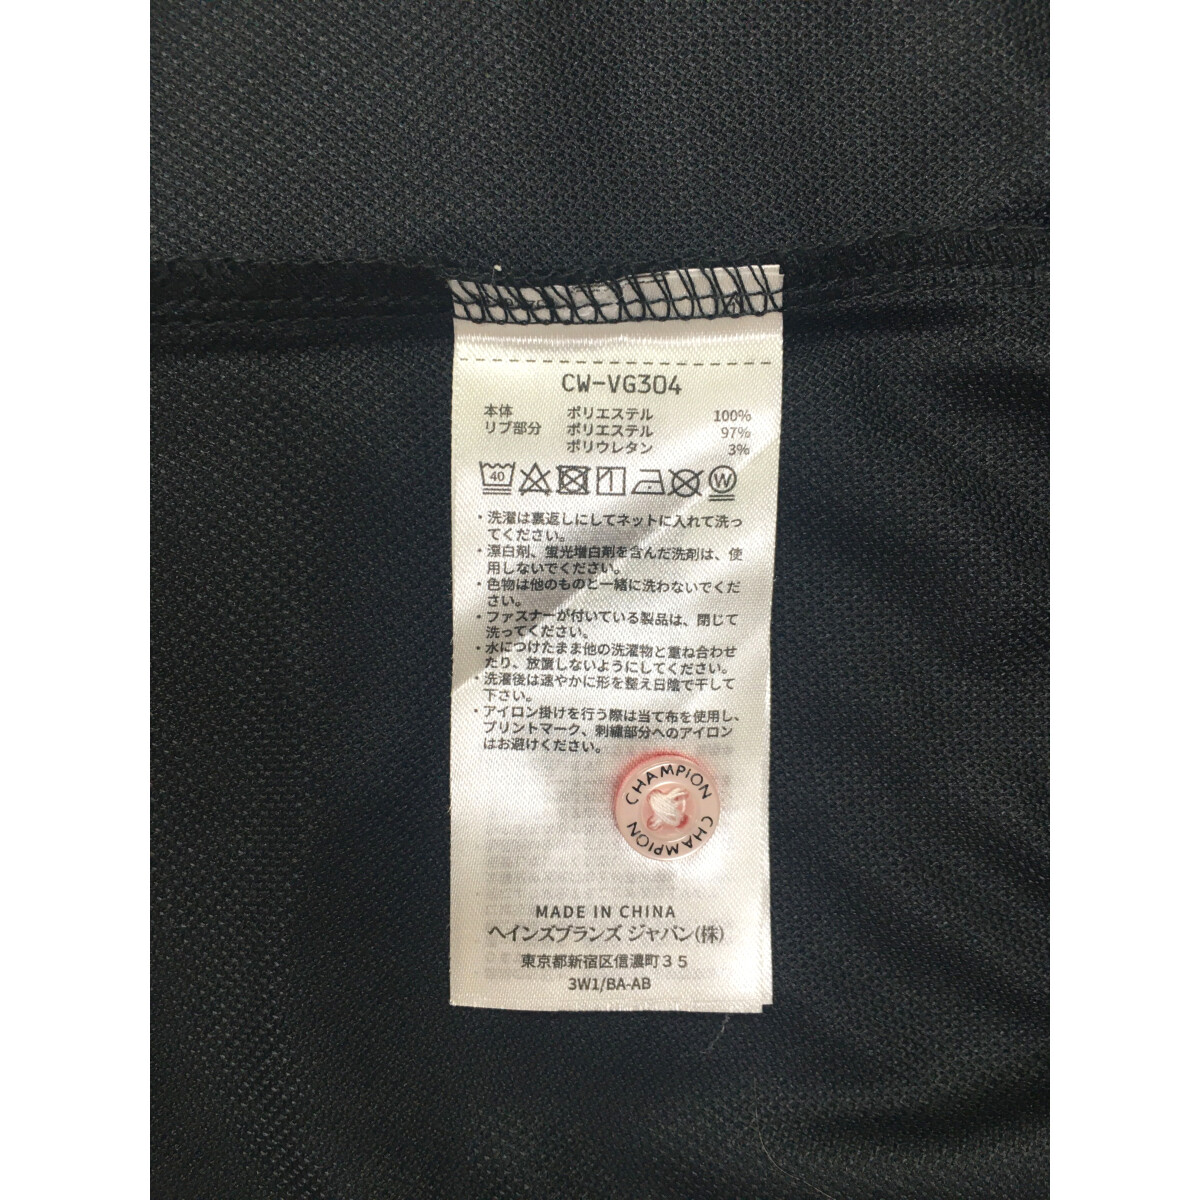 CW-VG304
本体 ポリエステル 100%
リブ部分 ポリエステル 97%
ポリウレタン 3%
40 W
・洗濯は裏返しにしてネットに入れて洗っ
てください。
・漂白剤、蛍光増白剤を含んだ洗剤は、使
用しないでください。
・色物は他のものと一緒に洗わないでくだ
さい。
・ファスナーが付いている製品は、閉じて
洗ってください。
・水につけたまま他の洗濯物と重ね合わせ
たり、放置しないようにしてください。
・洗濯後は速やかに形を整え日陰で干して
下さい。
・アイロン掛けを行う際は当て布を使用し、
プリントマーク、刺繍部分へのアイロン
はお避けください。
CHAMPION
CHAMPION
MADE IN CHINA
ヘインズブランズ ジャパン(株)
東京都新宿区信濃町35
3W1/BA-AB